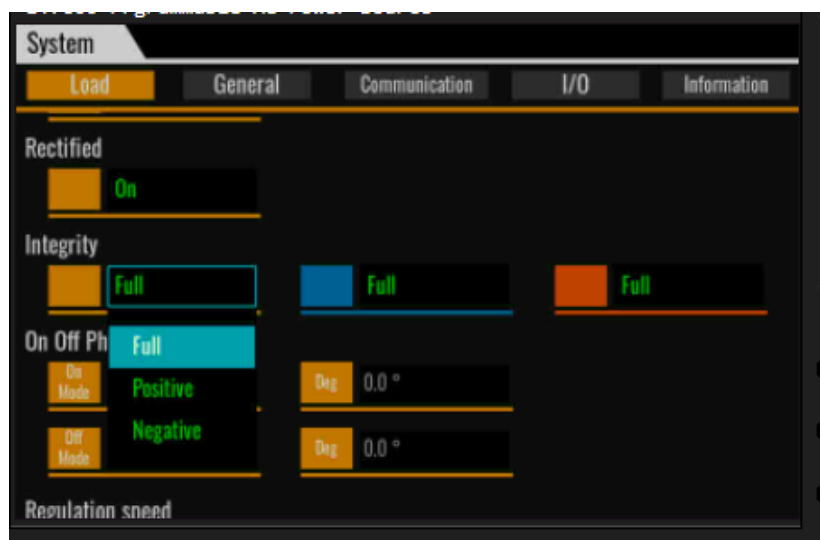 System
Load General Communication I/O Information
Rectified
On
Integrity
Full Full Full
On Off Ph
Full
On Mode
Positive
Deg 0.0 °
Negative
Off Mode
Deg 0.0 °
Regulation speed